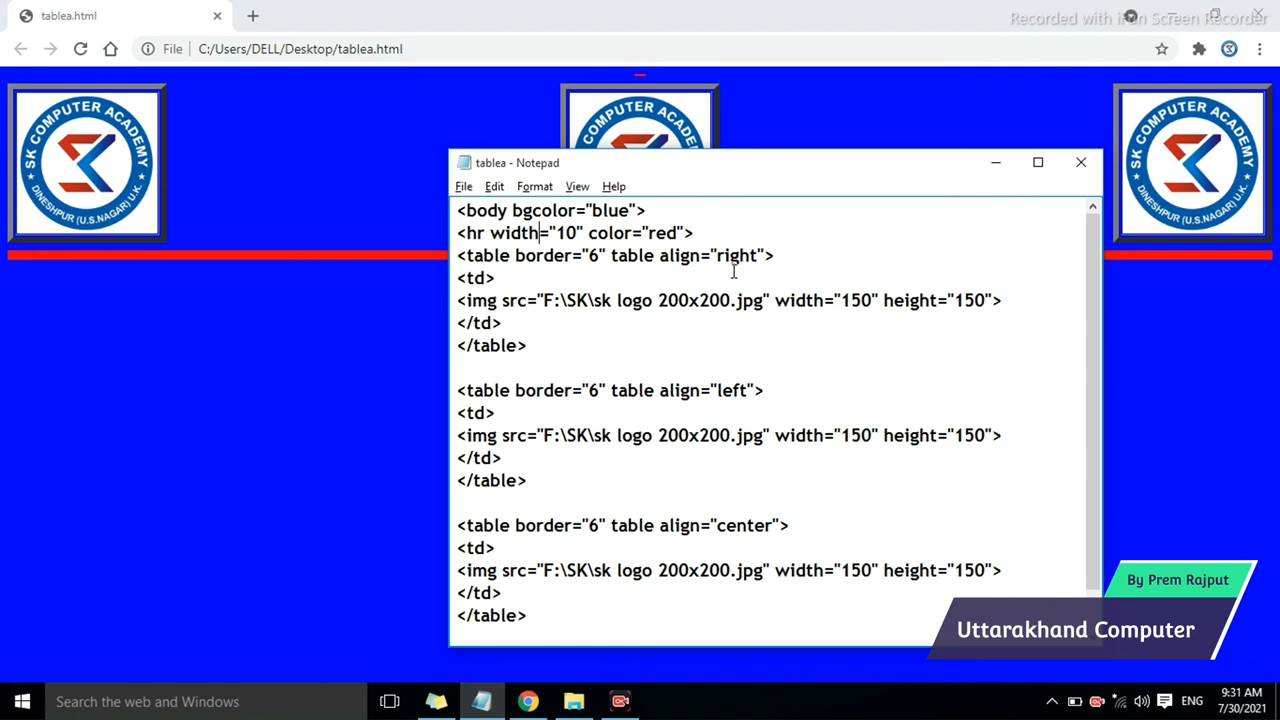 tablea.html
Recorded with iFun Screen Recorder
File
C:/Users/DELL/Desktop/tablea.html
SK COMPUTER ACADEMY
DINESHPUR (U.S.NAGAR) U.K.
SK COMPUTER ACADEMY
SK COMPUTER ACADEMY
DINESHPUR (U.S.NAGAR) U.K.
tablea - Notepad
File Edit Format View Help
<body bgcolor="blue">
<hr width="10" color="red">
<table border="6" table align="right">
<td>
<img src="F:\SK\sk logo 200x200.jpg" width="150" height="150">
</td>
</table>
<table border="6" table align="left">
<td>
<img src="F:\SK\sk logo 200x200.jpg" width="150" height="150">
</td>
</table>
<table border="6" table align="center">
<td>
<img src="F:\SK\sk logo 200x200.jpg" width="150" height="150">
</td>
</table>
By Prem Rajput
Uttarakhand Computer
Search the web and Windows
ENG
9:31 AM
7/30/2021